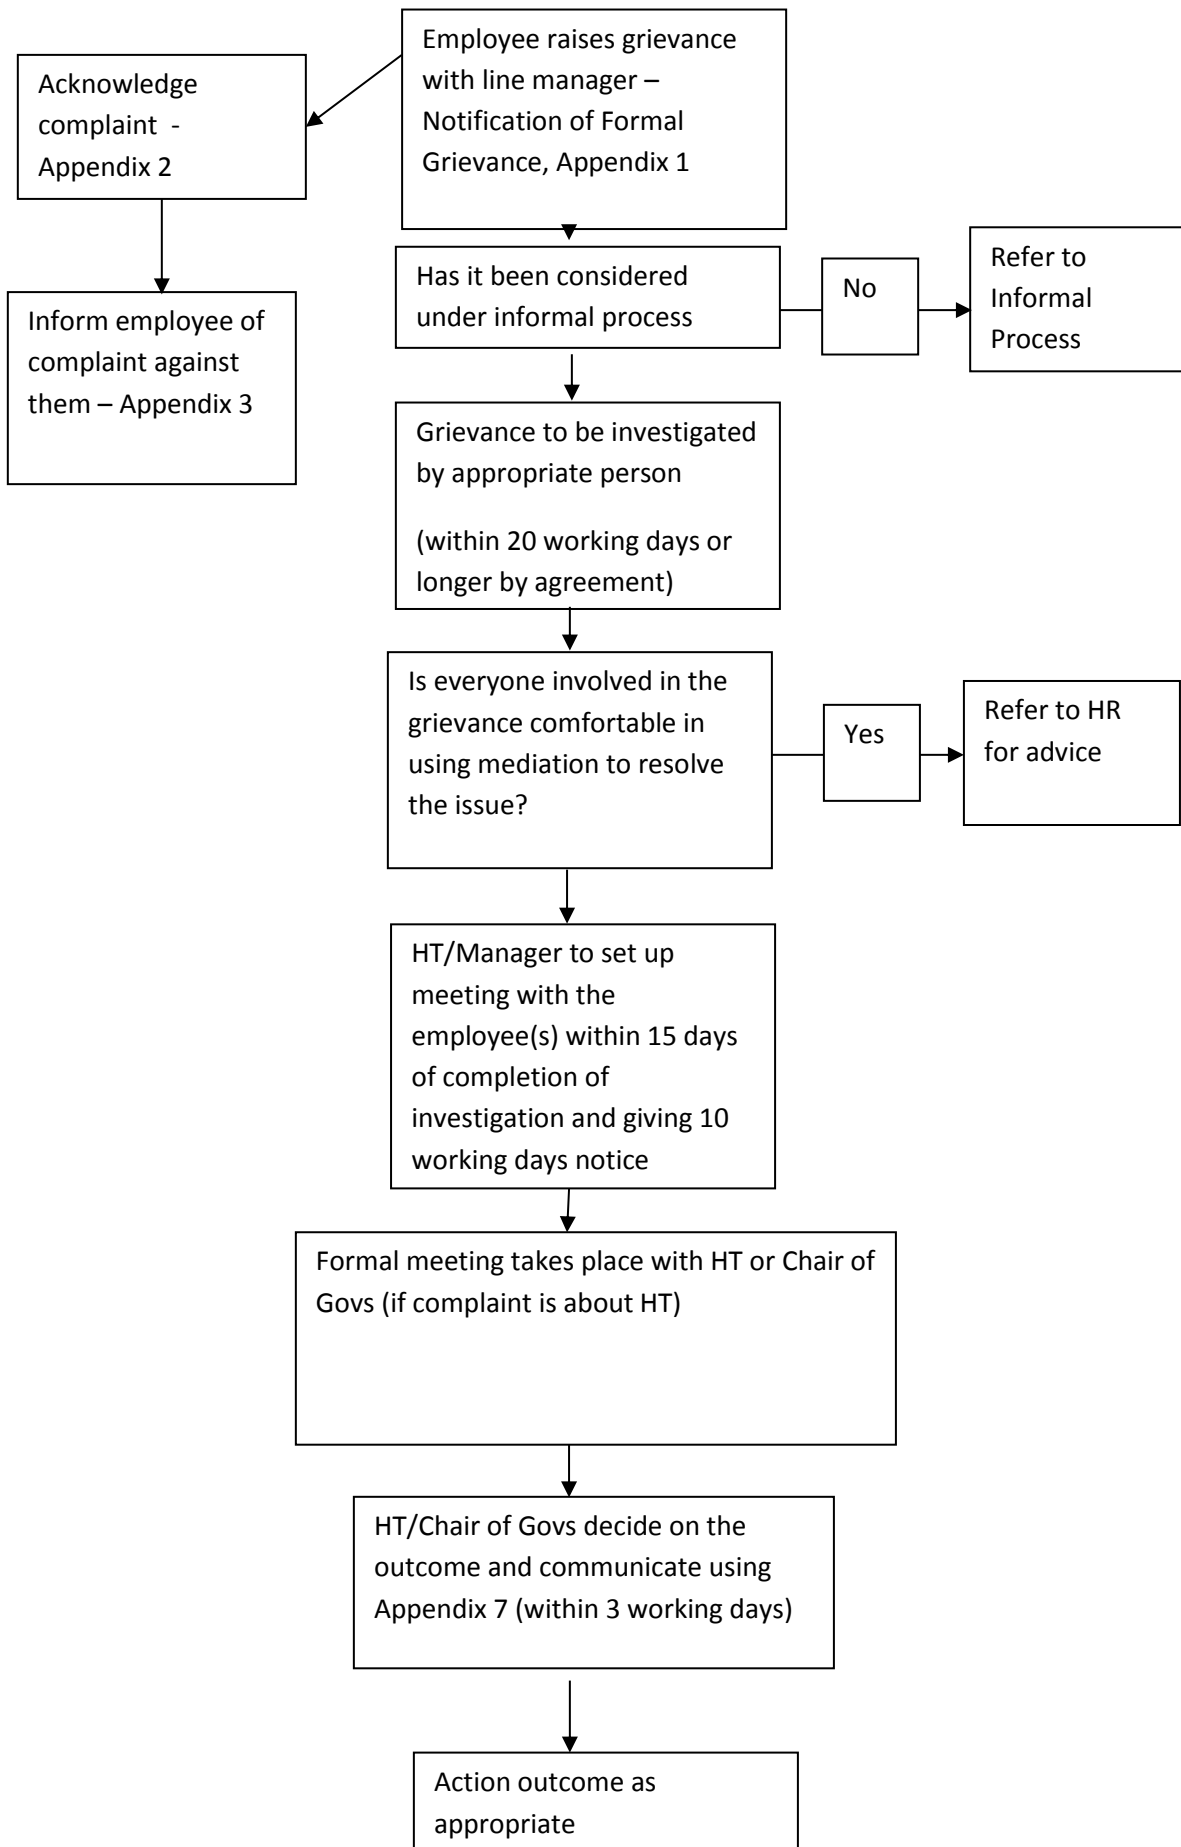 Employee raises grievance
with line manager –
Notification of Formal
Grievance, Appendix 1
Acknowledge
complaint  -
Appendix 2
Inform employee of
complaint against
them – Appendix 3
Has it been considered
under informal process
No
Refer to
Informal
Process
Grievance to be investigated
by appropriate person
(within 20 working days or
longer by agreement)
Is everyone involved in the
grievance comfortable in
using mediation to resolve
the issue?
Yes
Refer to HR
for advice
HT/Manager to set up
meeting with the
employee(s) within 15 days
of completion of
investigation and giving 10
working days notice
Formal meeting takes place with HT or Chair of
Govs (if complaint is about HT)
HT/Chair of Govs decide on the
outcome and communicate using
Appendix 7 (within 3 working days)
Action outcome as
appropriate